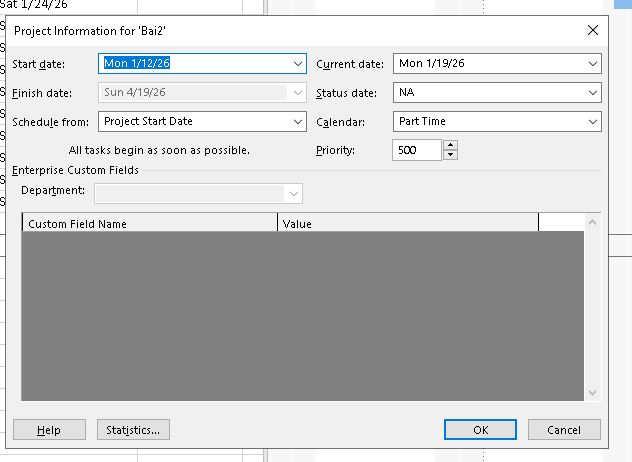 Sat 1/24/26
Project Information for 'Bai2'
Start date: Mon 1/12/26 Current date: Mon 1/19/26
Finish date: Sun 4/19/26 Status date: NA
Schedule from: Project Start Date Calendar: Part Time
All tasks begin as soon as possible. Priority: 500
Enterprise Custom Fields
Department:
Custom Field Name Value
Help Statistics... OK Cancel